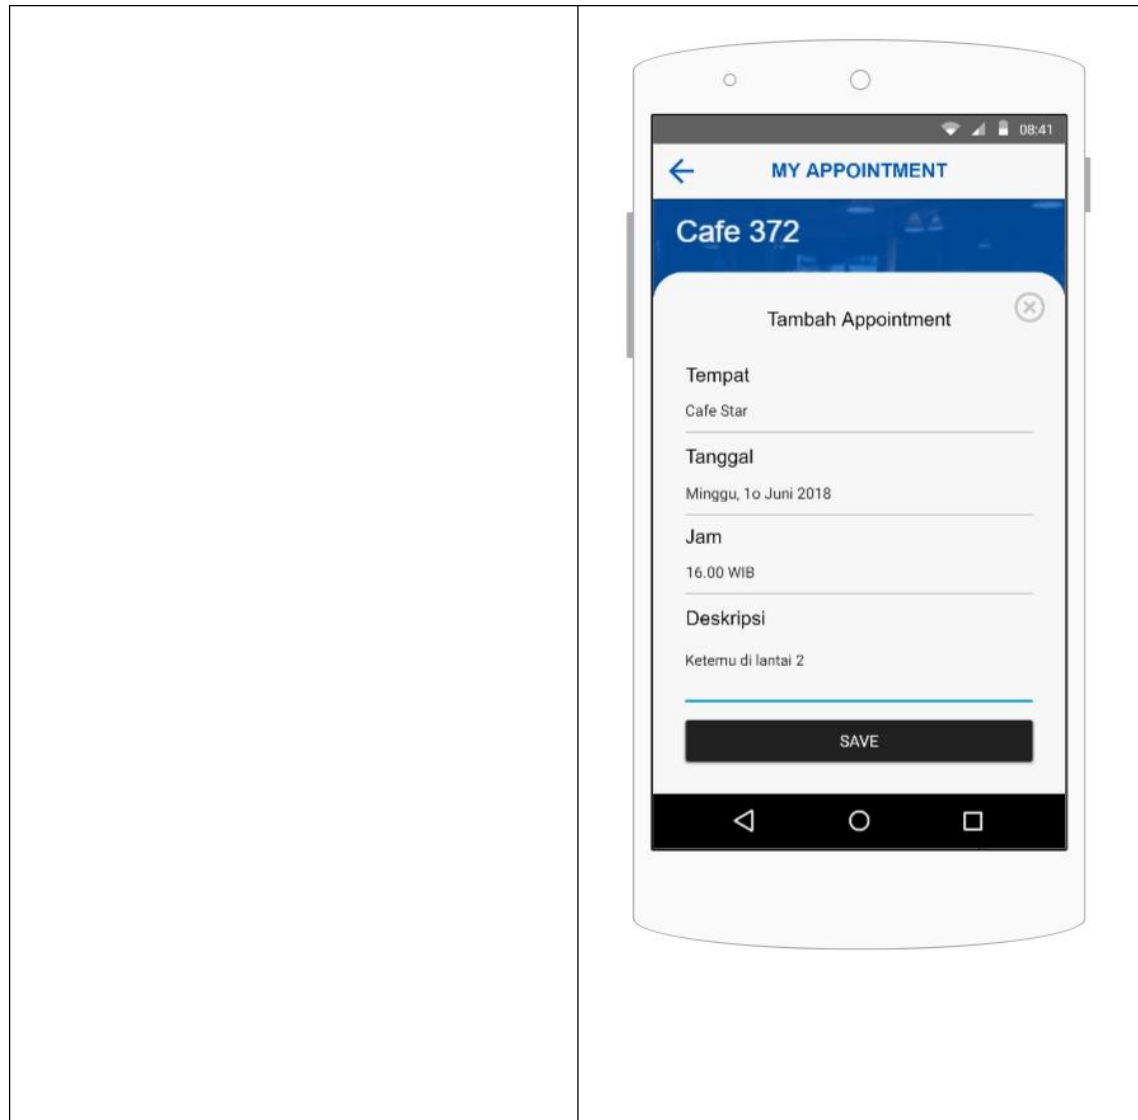 08:41
MY APPOINTMENT
Cafe 372
Tambah Appointment
Tempat
Cafe Star
Tanggal
Minggu, 1o Juni 2018
Jam
16.00 WIB
Deskripsi
Ketemu di lantai 2
SAVE